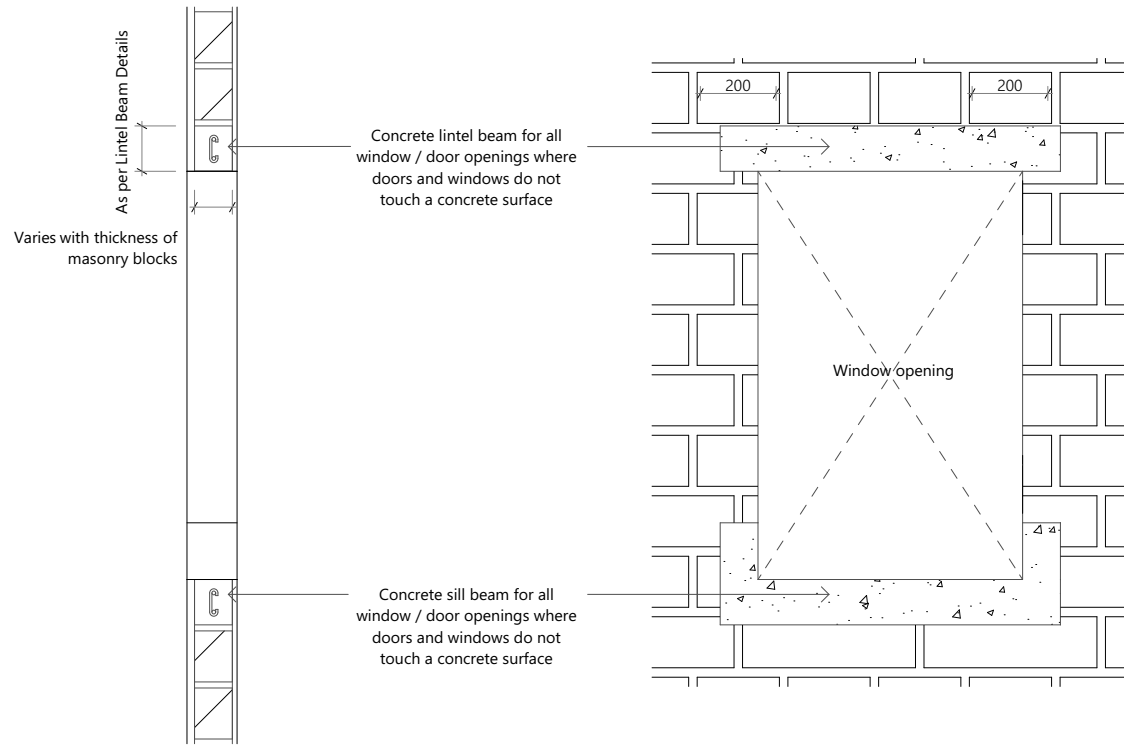 As per Lintel Beam Details
Varies with thickness of
masonry blocks
Concrete lintel beam for all
window / door openings where
doors and windows do not
touch a concrete surface
200
200
Window opening
Concrete sill beam for all
window / door openings where
doors and windows do not
touch a concrete surface